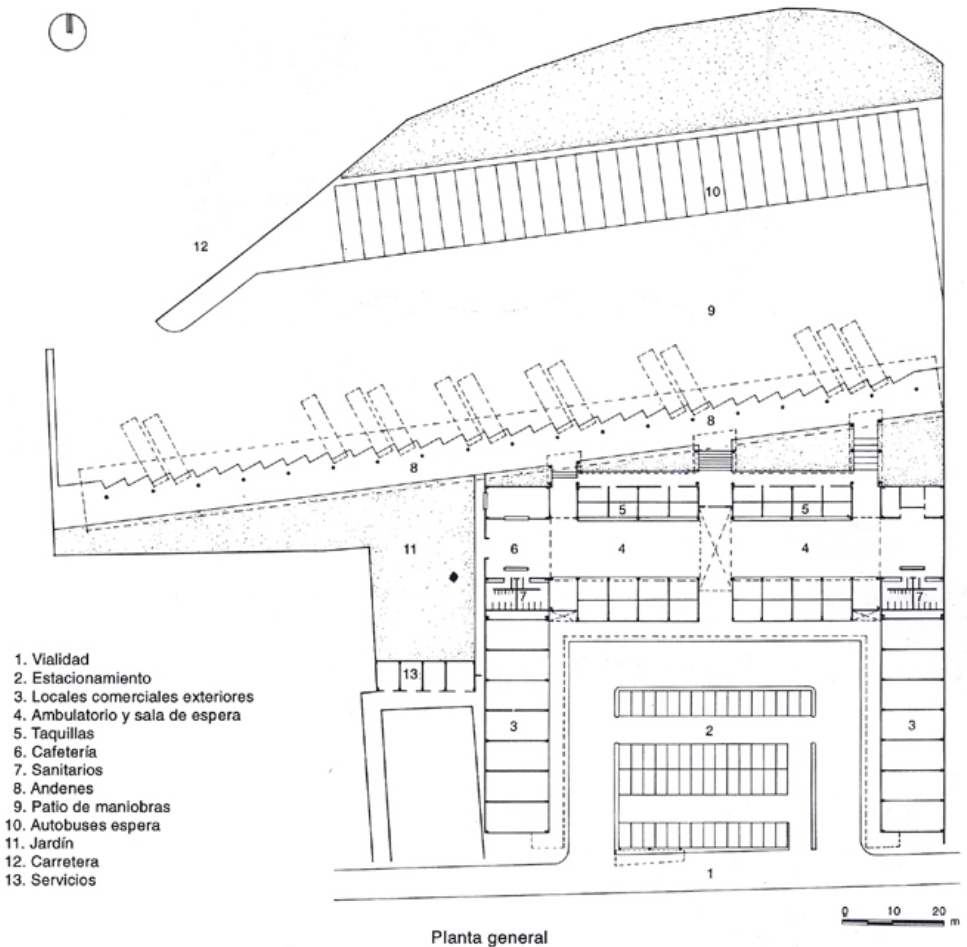 10
12
9
8
8
5
5
11
6
4
4
7
7
13
3
2
3
1. Vialidad
2. Estacionamiento
3. Locales comerciales exteriores
4. Ambulatorio y sala de espera
5. Taquillas
6. Cafetería
7. Sanitarios
8. Andenes
9. Patio de maniobras
10. Autobuses espera
11. Jardín
12. Carretera
13. Servicios
1
0 10 20 m
Planta general